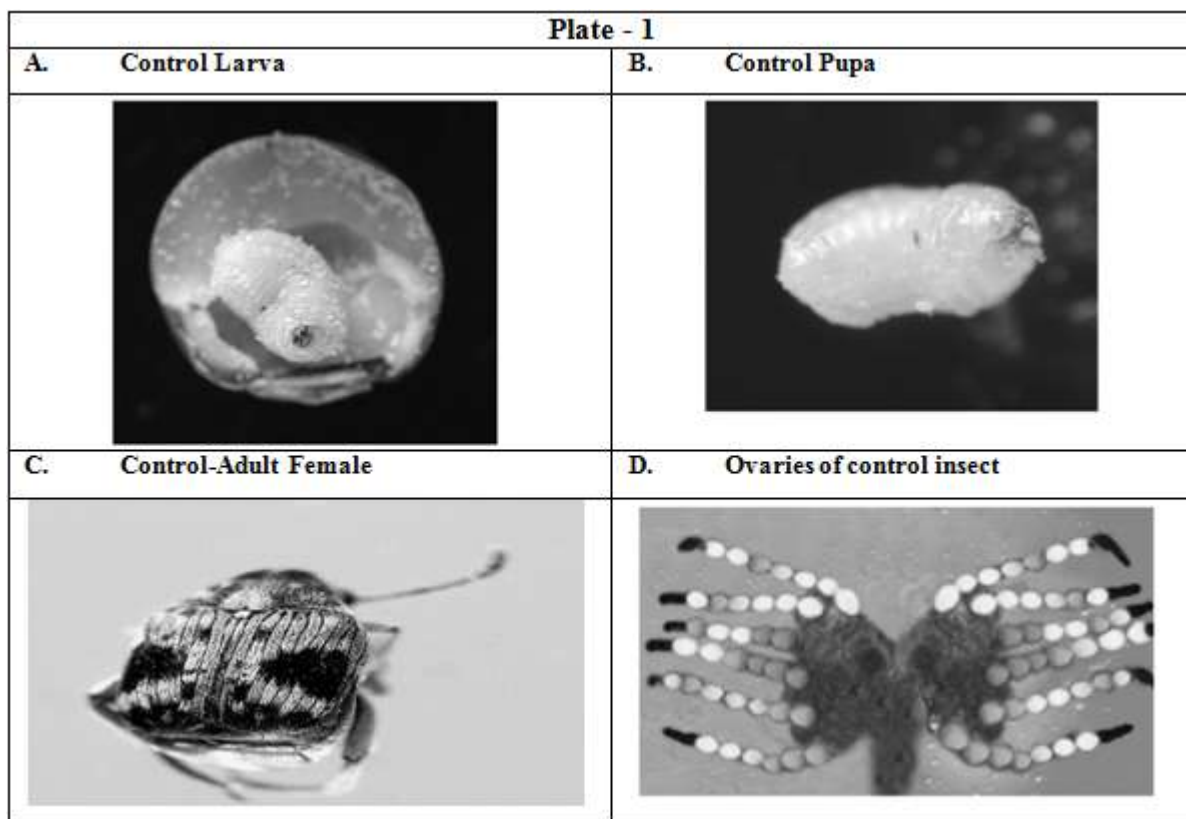 Plate - 1
A. Control Larva
B. Control Pupa
C. Control-Adult Female
D. Ovaries of control insect